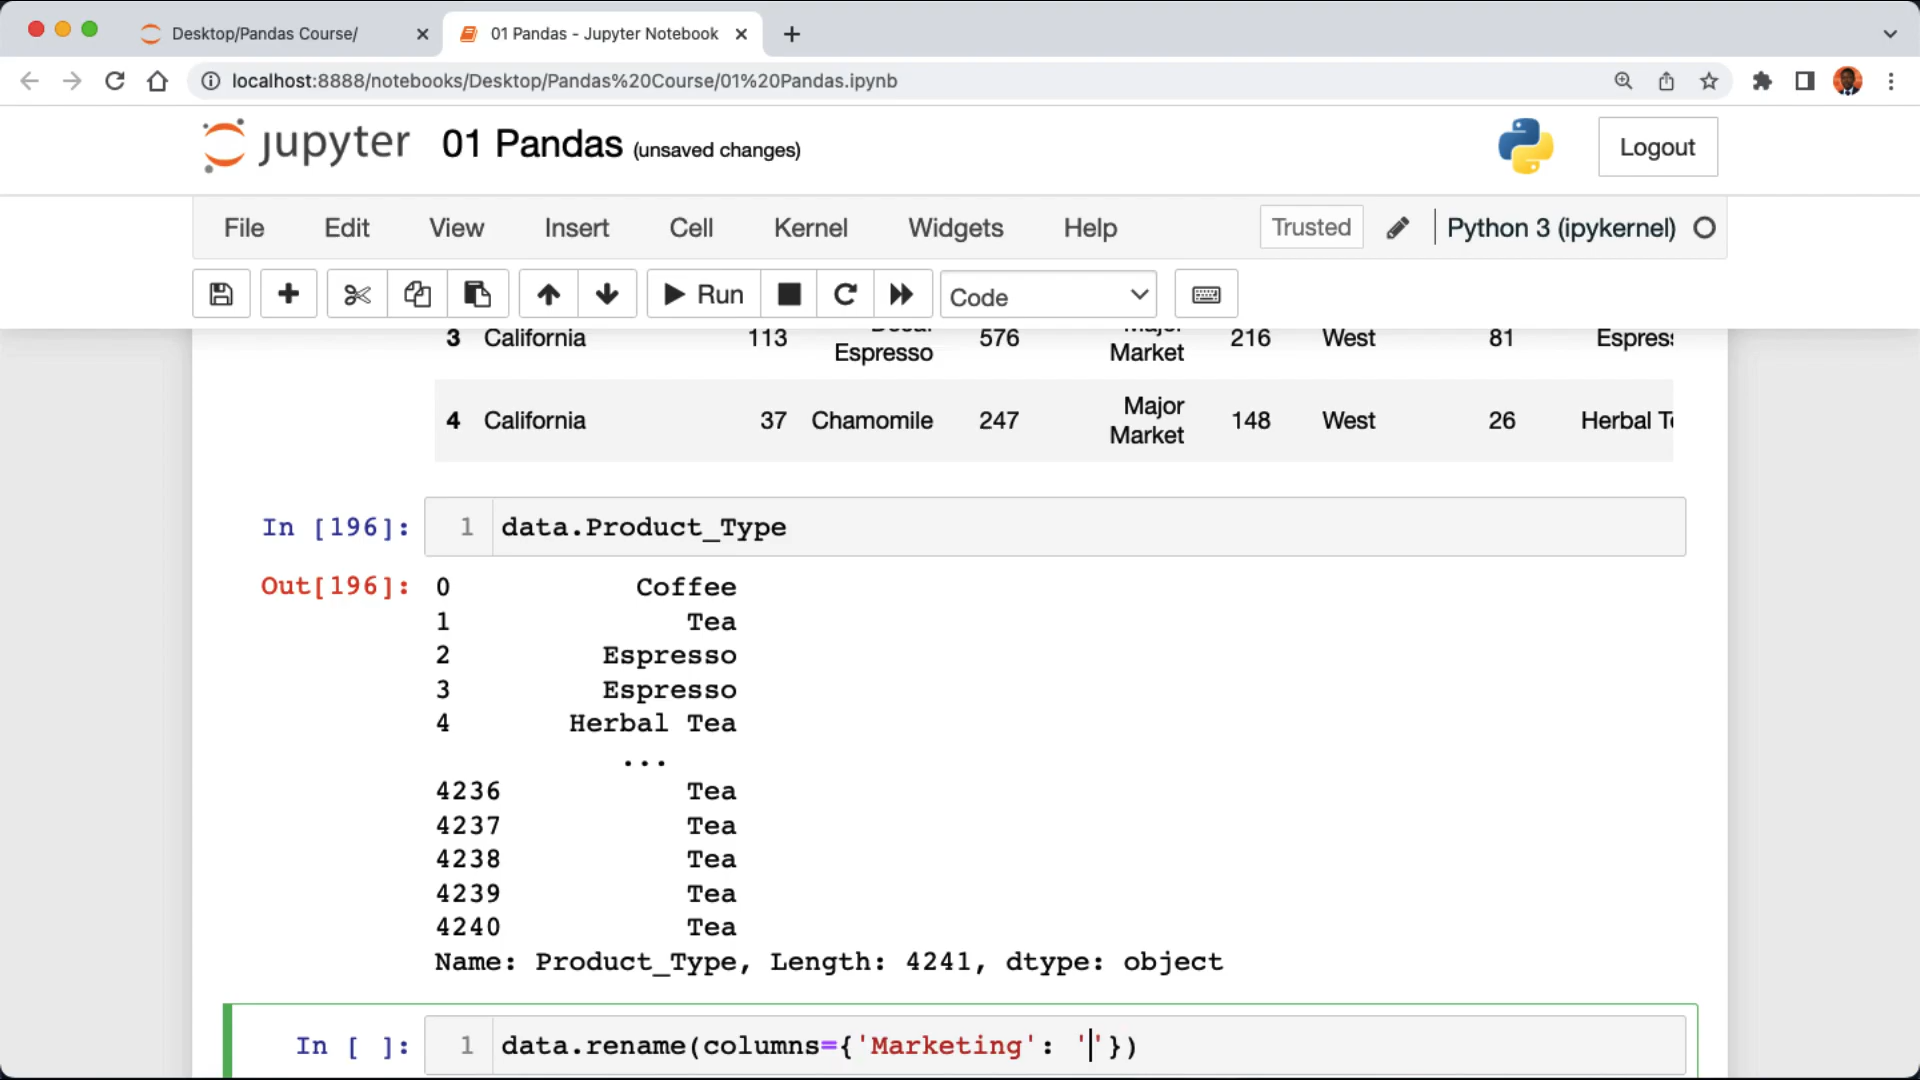 Desktop/Pandas Course/
01 Pandas - Jupyter Notebook
localhost:8888/notebooks/Desktop/Pandas%20Course/01%20Pandas.ipynb
jupyter 01 Pandas (unsaved changes)
Logout
File Edit View Insert Cell Kernel Widgets Help Trusted Python 3 (ipykernel)
Run Code
3 California 113 Decaf Espresso 576 Major Market 216 West 81 Espress
4 California 37 Chamomile 247 Major Market 148 West 26 Herbal Te
In [196]: 1 data.Product_Type
Out[196]: 0 Coffee
1 Tea
2 Espresso
3 Espresso
4 Herbal Tea
...
4236 Tea
4237 Tea
4238 Tea
4239 Tea
4240 Tea
Name: Product_Type, Length: 4241, dtype: object
In [ ]: 1 data.rename(columns={'Marketing': ''})